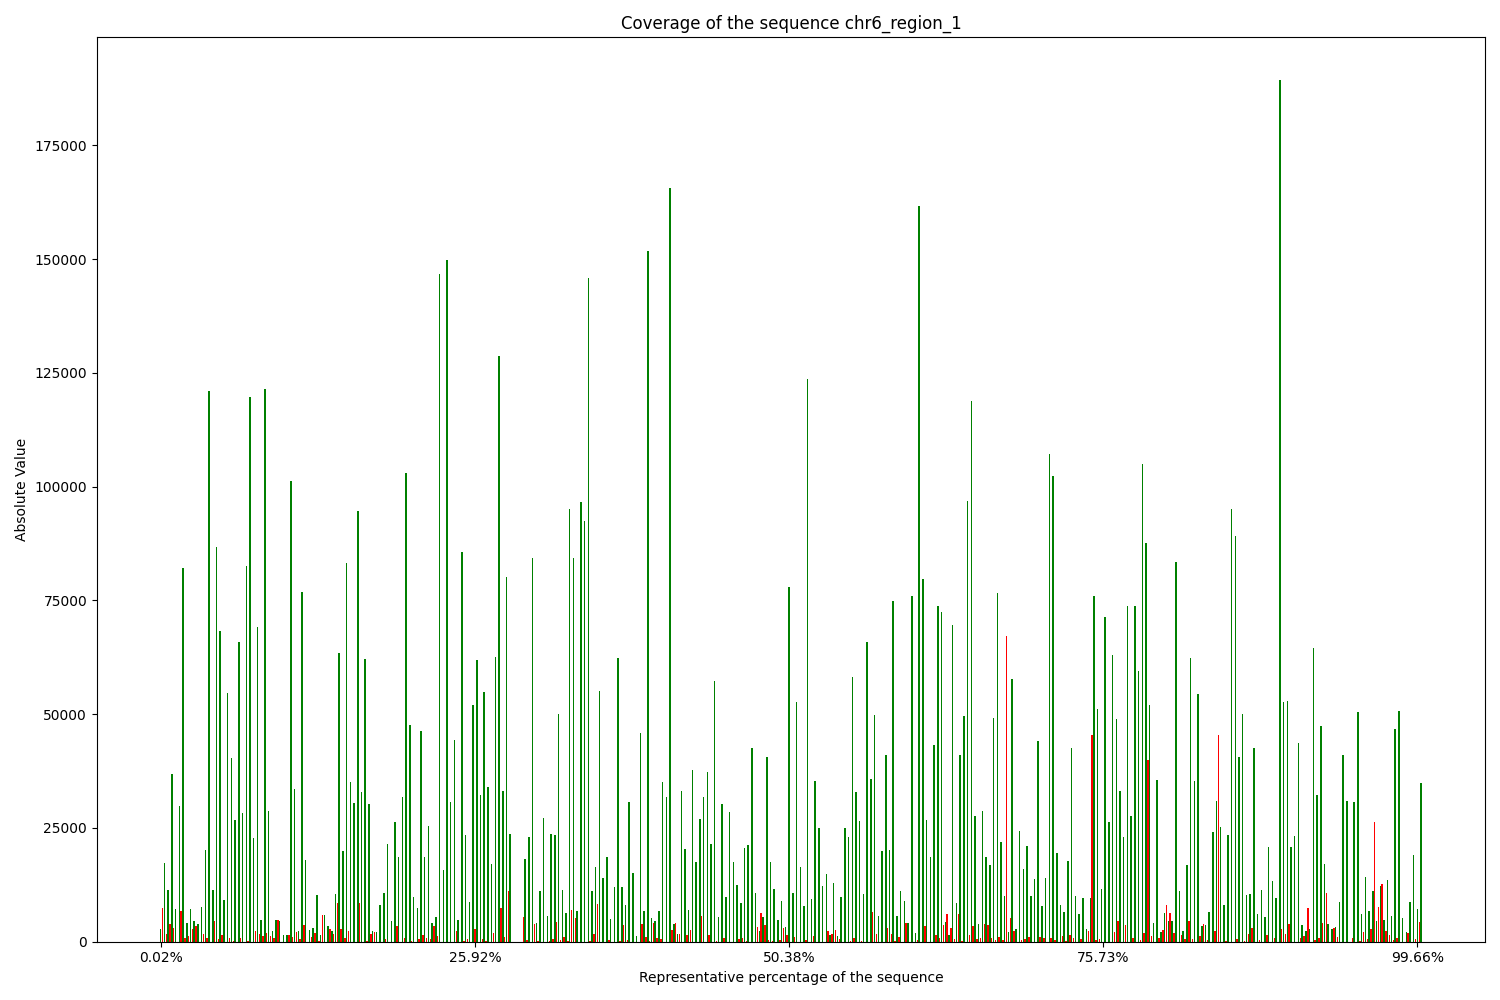 Coverage of the sequence chr6_region_1
175000
150000
125000
100000
75000
50000
25000
0
Absolute Value
0.02% 25.92% 50.38% 75.73% 99.66%
Representative percentage of the sequence